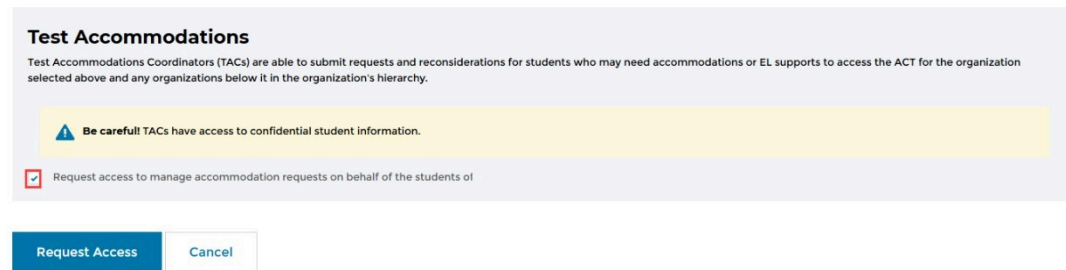 Test Accommodations
Test Accommodations Coordinators (TACs) are able to submit requests and reconsiderations for students who may need accommodations or EL supports to access the ACT for the organization
selected above and any organizations below it in the organization's hierarchy.
Be careful! TACs have access to confidential student information.
Request access to manage accommodation requests on behalf of the students of
Request Access
Cancel